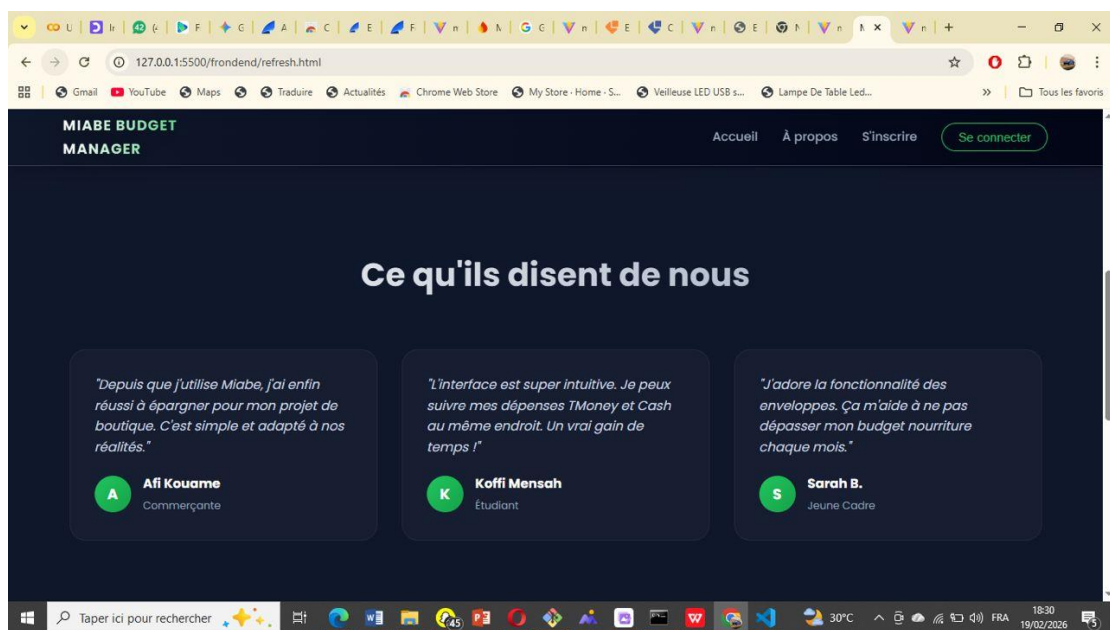 127.0.0.1:5500/frondend/refresh.html
Gmail YouTube Maps Traduire Actualités Chrome Web Store My Store · Home · S... Veilleuse LED USB s... Lampe De Table Led... » Tous les favoris
MIABE BUDGET
MANAGER
Accueil À propos S'inscrire Se connecter
Ce qu'ils disent de nous
"Depuis que j'utilise Miabe, j'ai enfin
réussi à épargner pour mon projet de
boutique. C'est simple et adapté à nos
réalités."
A Afi Kouame
Commerçante
"L'interface est super intuitive. Je peux
suivre mes dépenses TMoney et Cash
au même endroit. Un vrai gain de
temps !"
K Koffi Mensah
Étudiant
"J'adore la fonctionnalité des
enveloppes. Ça m'aide à ne pas
dépasser mon budget nourriture
chaque mois."
S Sarah B.
Jeune Cadre
Taper ici pour rechercher
30°C FRA 18:30
19/02/2026